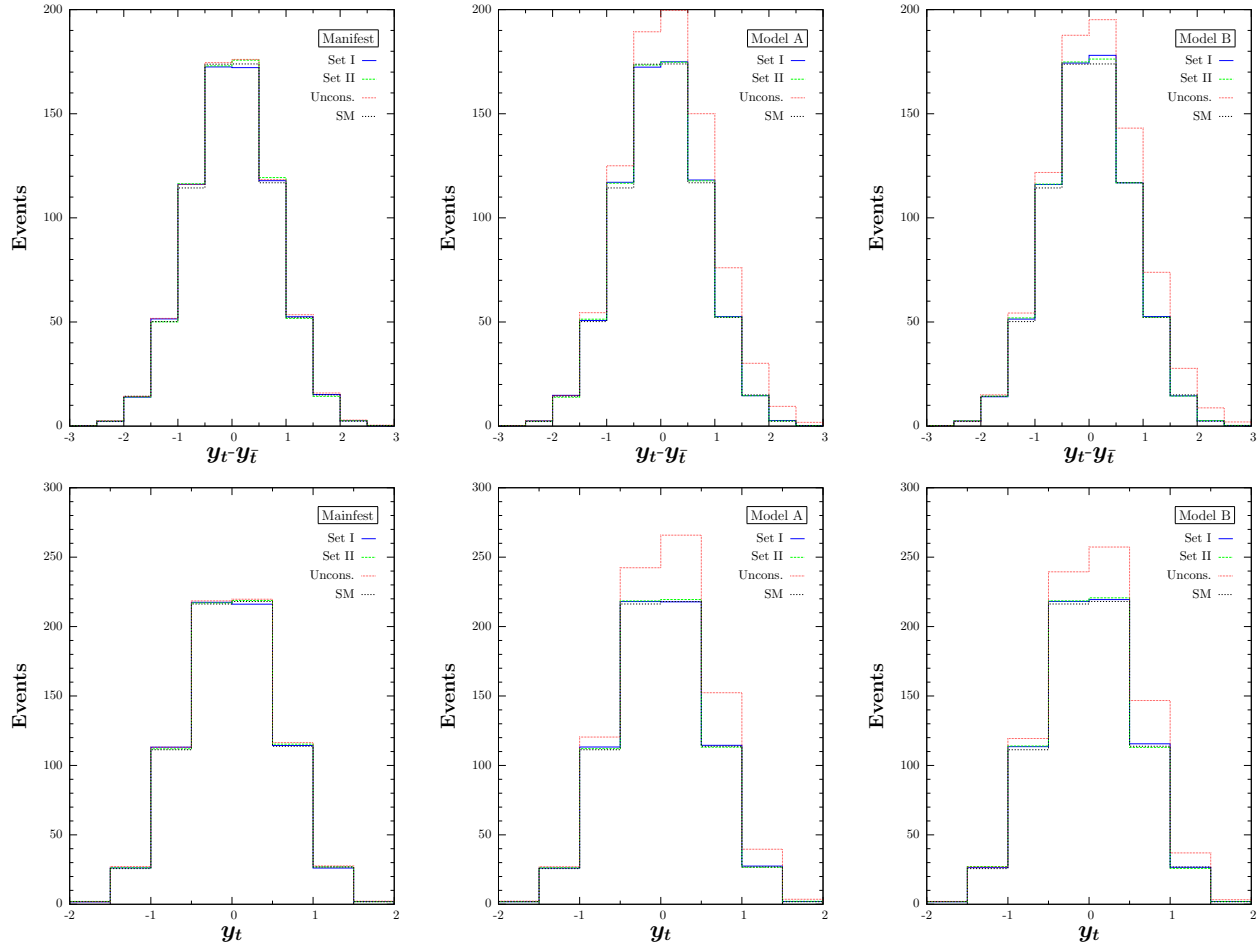 Manifest
Set I
Set II
Uncons.
SM
Events
0
50
100
150
200
-3 -2 -1 0 1 2 3
y_t-y_t̄
Model A
Set I
Set II
Uncons.
SM
Events
0
50
100
150
200
-3 -2 -1 0 1 2 3
y_t-y_t̄
Model B
Set I
Set II
Uncons.
SM
Events
0
50
100
150
200
-3 -2 -1 0 1 2 3
y_t-y_t̄
Mainfest
Set I
Set II
Uncons.
SM
Events
0
50
100
150
200
250
300
-2 -1 0 1 2
y_t
Model A
Set I
Set II
Uncons.
SM
Events
0
50
100
150
200
250
300
-2 -1 0 1 2
y_t
Model B
Set I
Set II
Uncons.
SM
Events
0
50
100
150
200
250
300
-2 -1 0 1 2
y_t